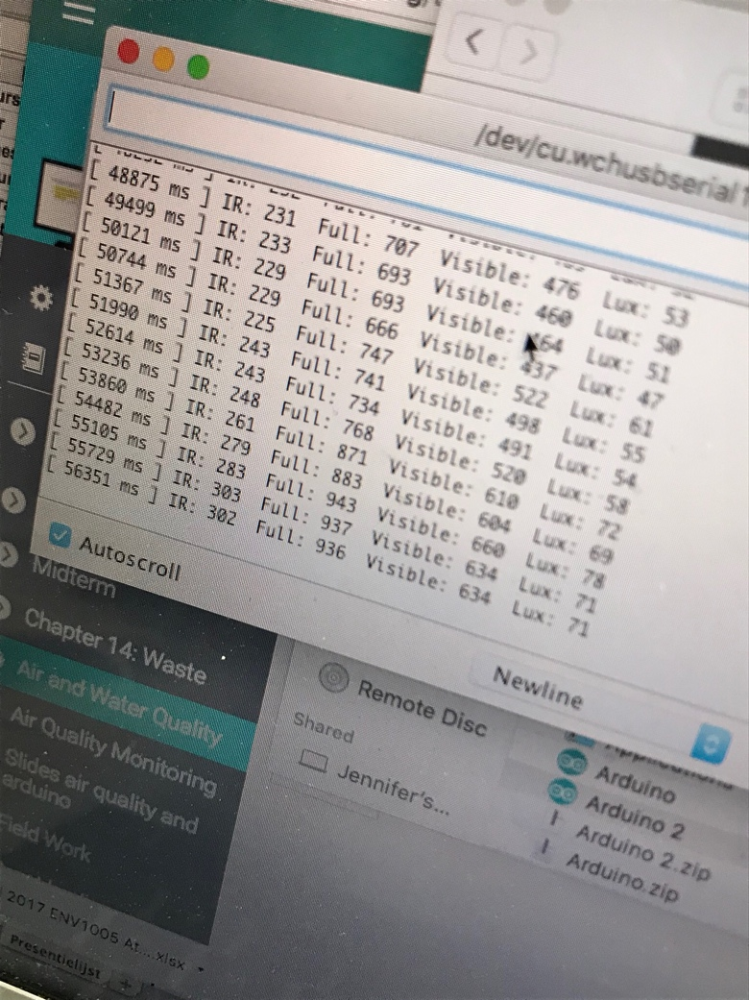 /dev/cu.wchusbserial1
[ 48875 ms ] IR: 231 Full: 707 Visible: 476 Lux: 53
[ 49499 ms ] IR: 233 Full: 693 Visible: 460 Lux: 50
[ 50121 ms ] IR: 229 Full: 693 Visible: 464 Lux: 51
[ 50744 ms ] IR: 229 Full: 666 Visible: 437 Lux: 47
[ 51367 ms ] IR: 225 Full: 747 Visible: 522 Lux: 61
[ 51990 ms ] IR: 243 Full: 741 Visible: 498 Lux: 55
[ 52614 ms ] IR: 243 Full: 734 Visible: 491 Lux: 54
[ 53236 ms ] IR: 248 Full: 768 Visible: 520 Lux: 58
[ 53860 ms ] IR: 261 Full: 871 Visible: 610 Lux: 72
[ 54482 ms ] IR: 279 Full: 883 Visible: 604 Lux: 69
[ 55105 ms ] IR: 283 Full: 943 Visible: 660 Lux: 78
[ 55729 ms ] IR: 303 Full: 937 Visible: 634 Lux: 71
[ 56351 ms ] IR: 302 Full: 936 Visible: 634 Lux: 71
Autoscroll
Newline
Midterm
Chapter 14: Waste
Air and Water Quality
Air Quality Monitoring
Slides air quality and
arduino
Field Work
Remote Disc
Shared
Jennifer's...
Applications
Arduino
Arduino 2
Arduino 2.zip
Arduino.zip
2017 ENV1005 At....xlsx
Presentielijst